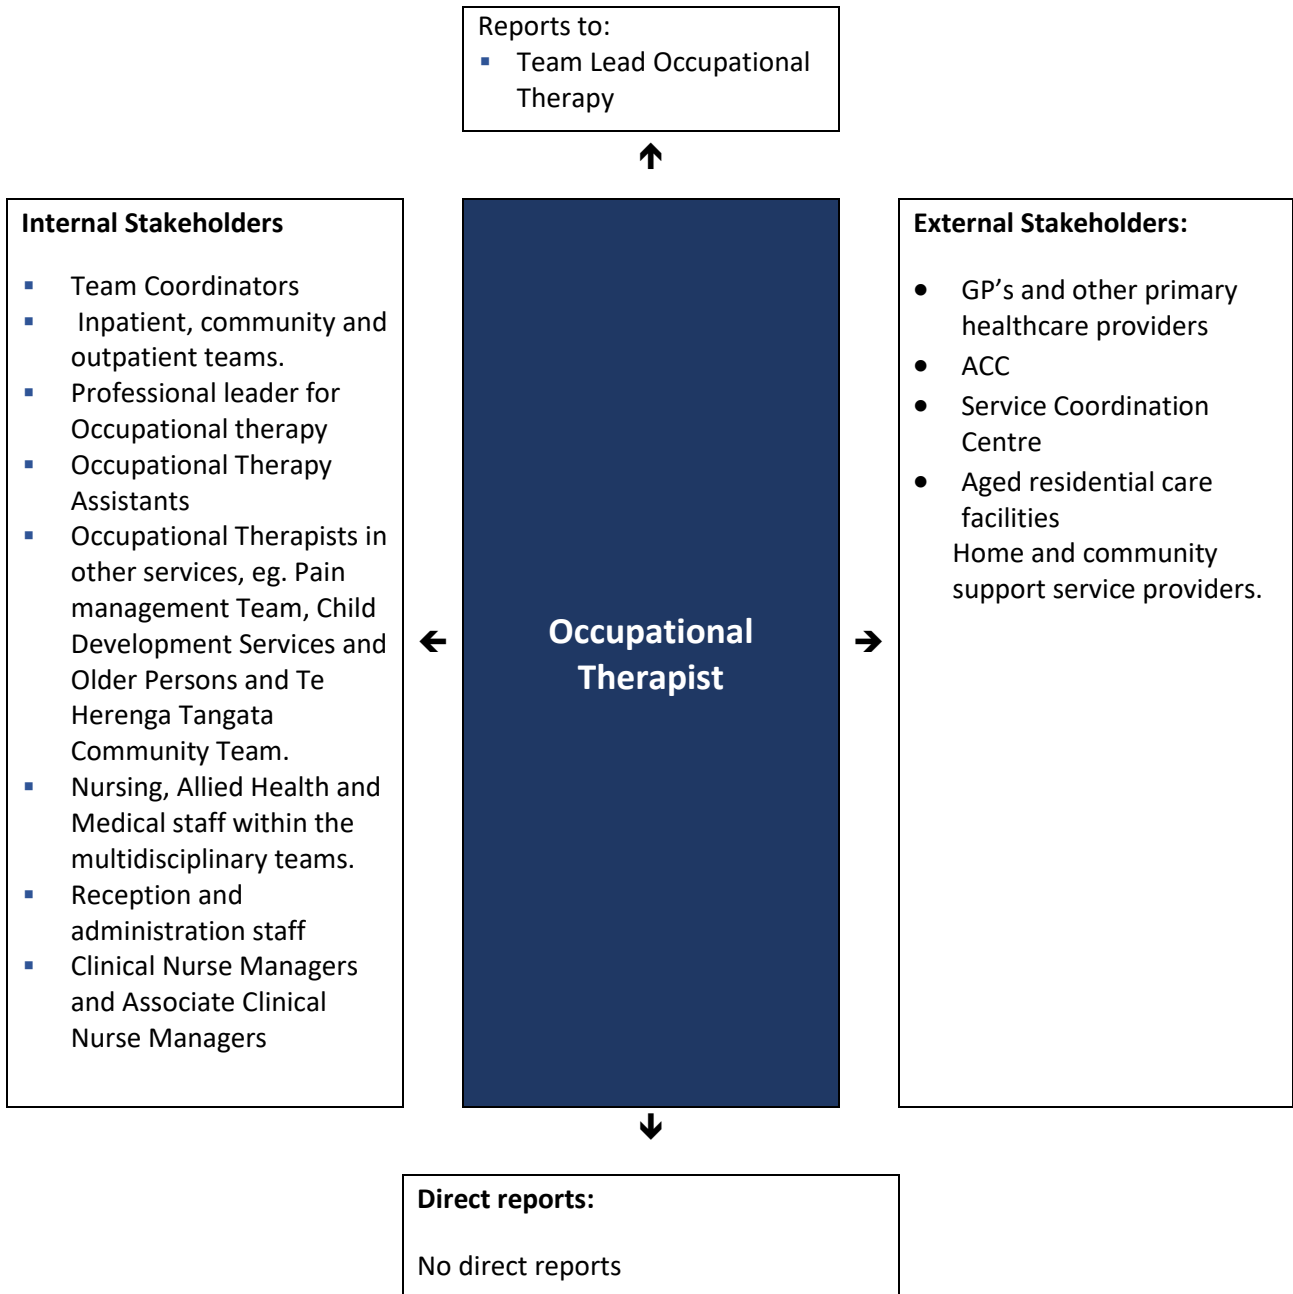 Reports to:
▪ Team Lead Occupational
Therapy
↑
Internal Stakeholders
▪ Team Coordinators
▪ Inpatient, community and
outpatient teams.
▪ Professional leader for
Occupational therapy
▪ Occupational Therapy
Assistants
▪ Occupational Therapists in
other services, eg. Pain
management Team, Child
Development Services and
Older Persons and Te
Herenga Tangata
Community Team.
▪ Nursing, Allied Health and
Medical staff within the
multidisciplinary teams.
▪ Reception and
administration staff
▪ Clinical Nurse Managers
and Associate Clinical
Nurse Managers
←
Occupational
Therapist
→
External Stakeholders:
● GP’s and other primary
healthcare providers
● ACC
● Service Coordination
Centre
● Aged residential care
facilities
Home and community
support service providers.
↓
Direct reports:
No direct reports